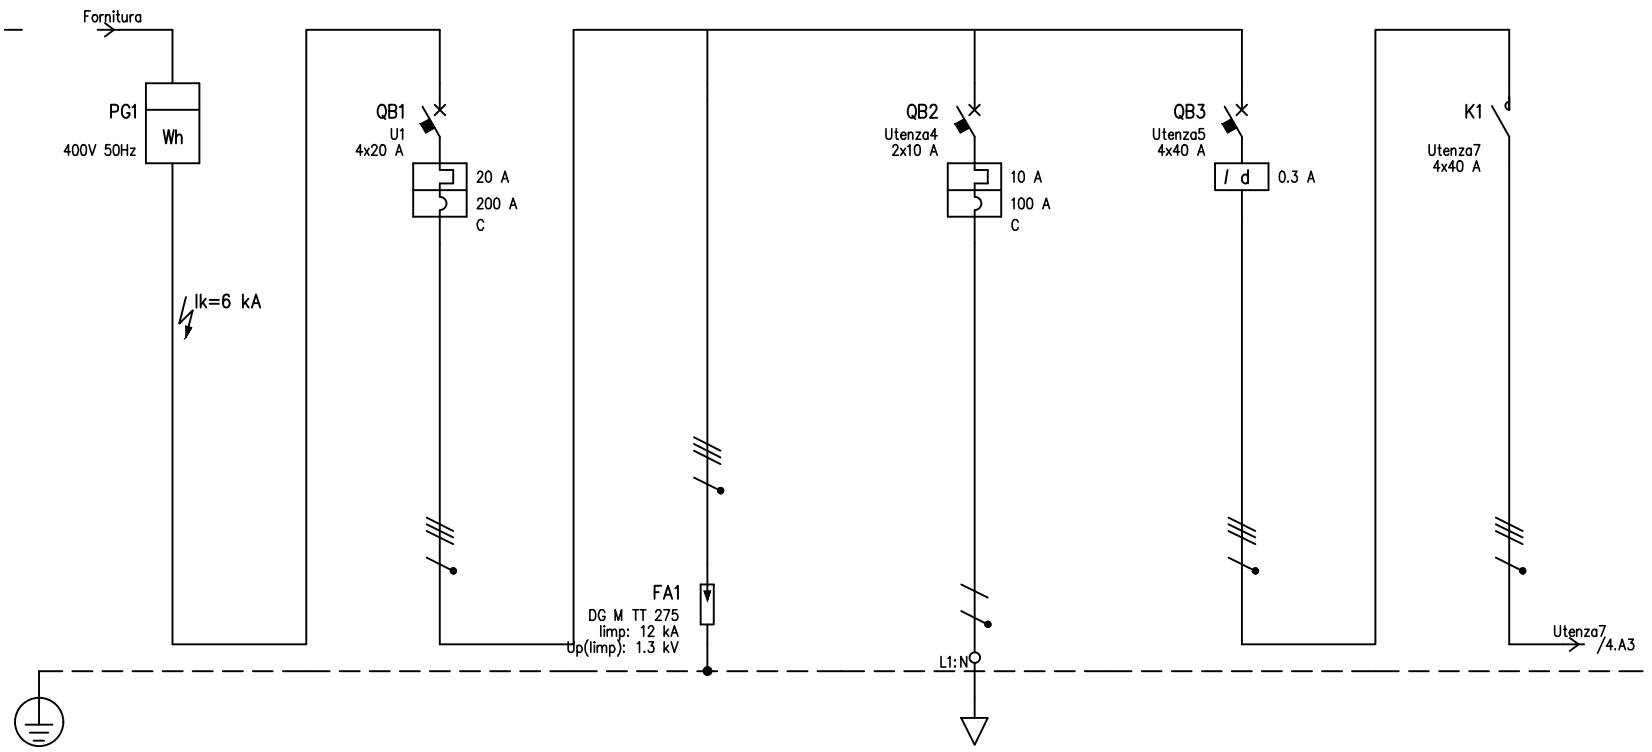 Fornitura
PG1
Wh
400V 50Hz
Ik=6 kA
QB1
U1
4x20 A
20 A
200 A
C
FA1
DG M TT 275
Iimp: 12 kA
Up(Iimp): 1.3 kV
QB2
Utenza4
2x10 A
10 A
100 A
C
L1:N
QB3
Utenza5
4x40 A
I d
0.3 A
K1
Utenza7
4x40 A
Utenza7
/4.A3